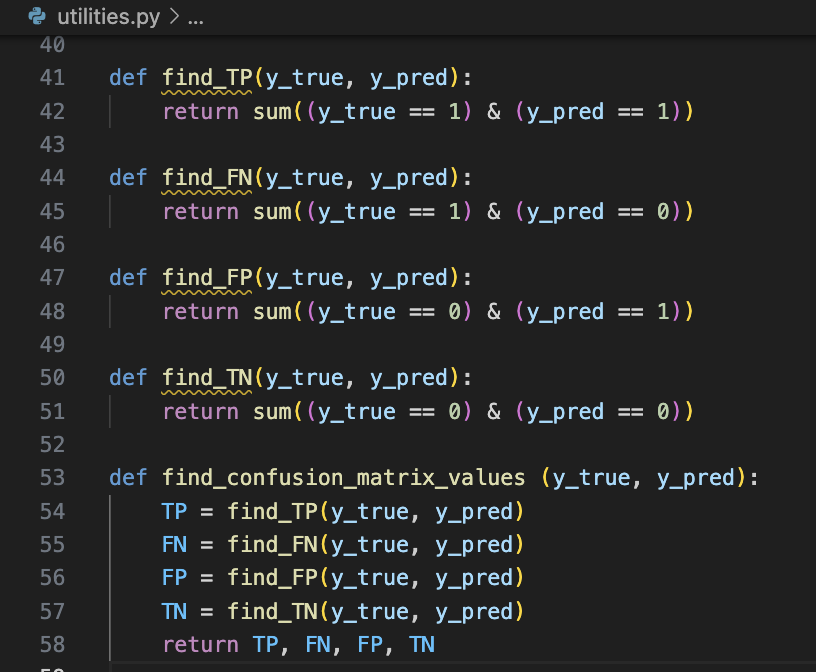 utilities.py > ...
40
41 def find_TP(y_true, y_pred):
42     return sum((y_true == 1) & (y_pred == 1))
43
44 def find_FN(y_true, y_pred):
45     return sum((y_true == 1) & (y_pred == 0))
46
47 def find_FP(y_true, y_pred):
48     return sum((y_true == 0) & (y_pred == 1))
49
50 def find_TN(y_true, y_pred):
51     return sum((y_true == 0) & (y_pred == 0))
52
53 def find_confusion_matrix_values (y_true, y_pred):
54     TP = find_TP(y_true, y_pred)
55     FN = find_FN(y_true, y_pred)
56     FP = find_FP(y_true, y_pred)
57     TN = find_TN(y_true, y_pred)
58     return TP, FN, FP, TN